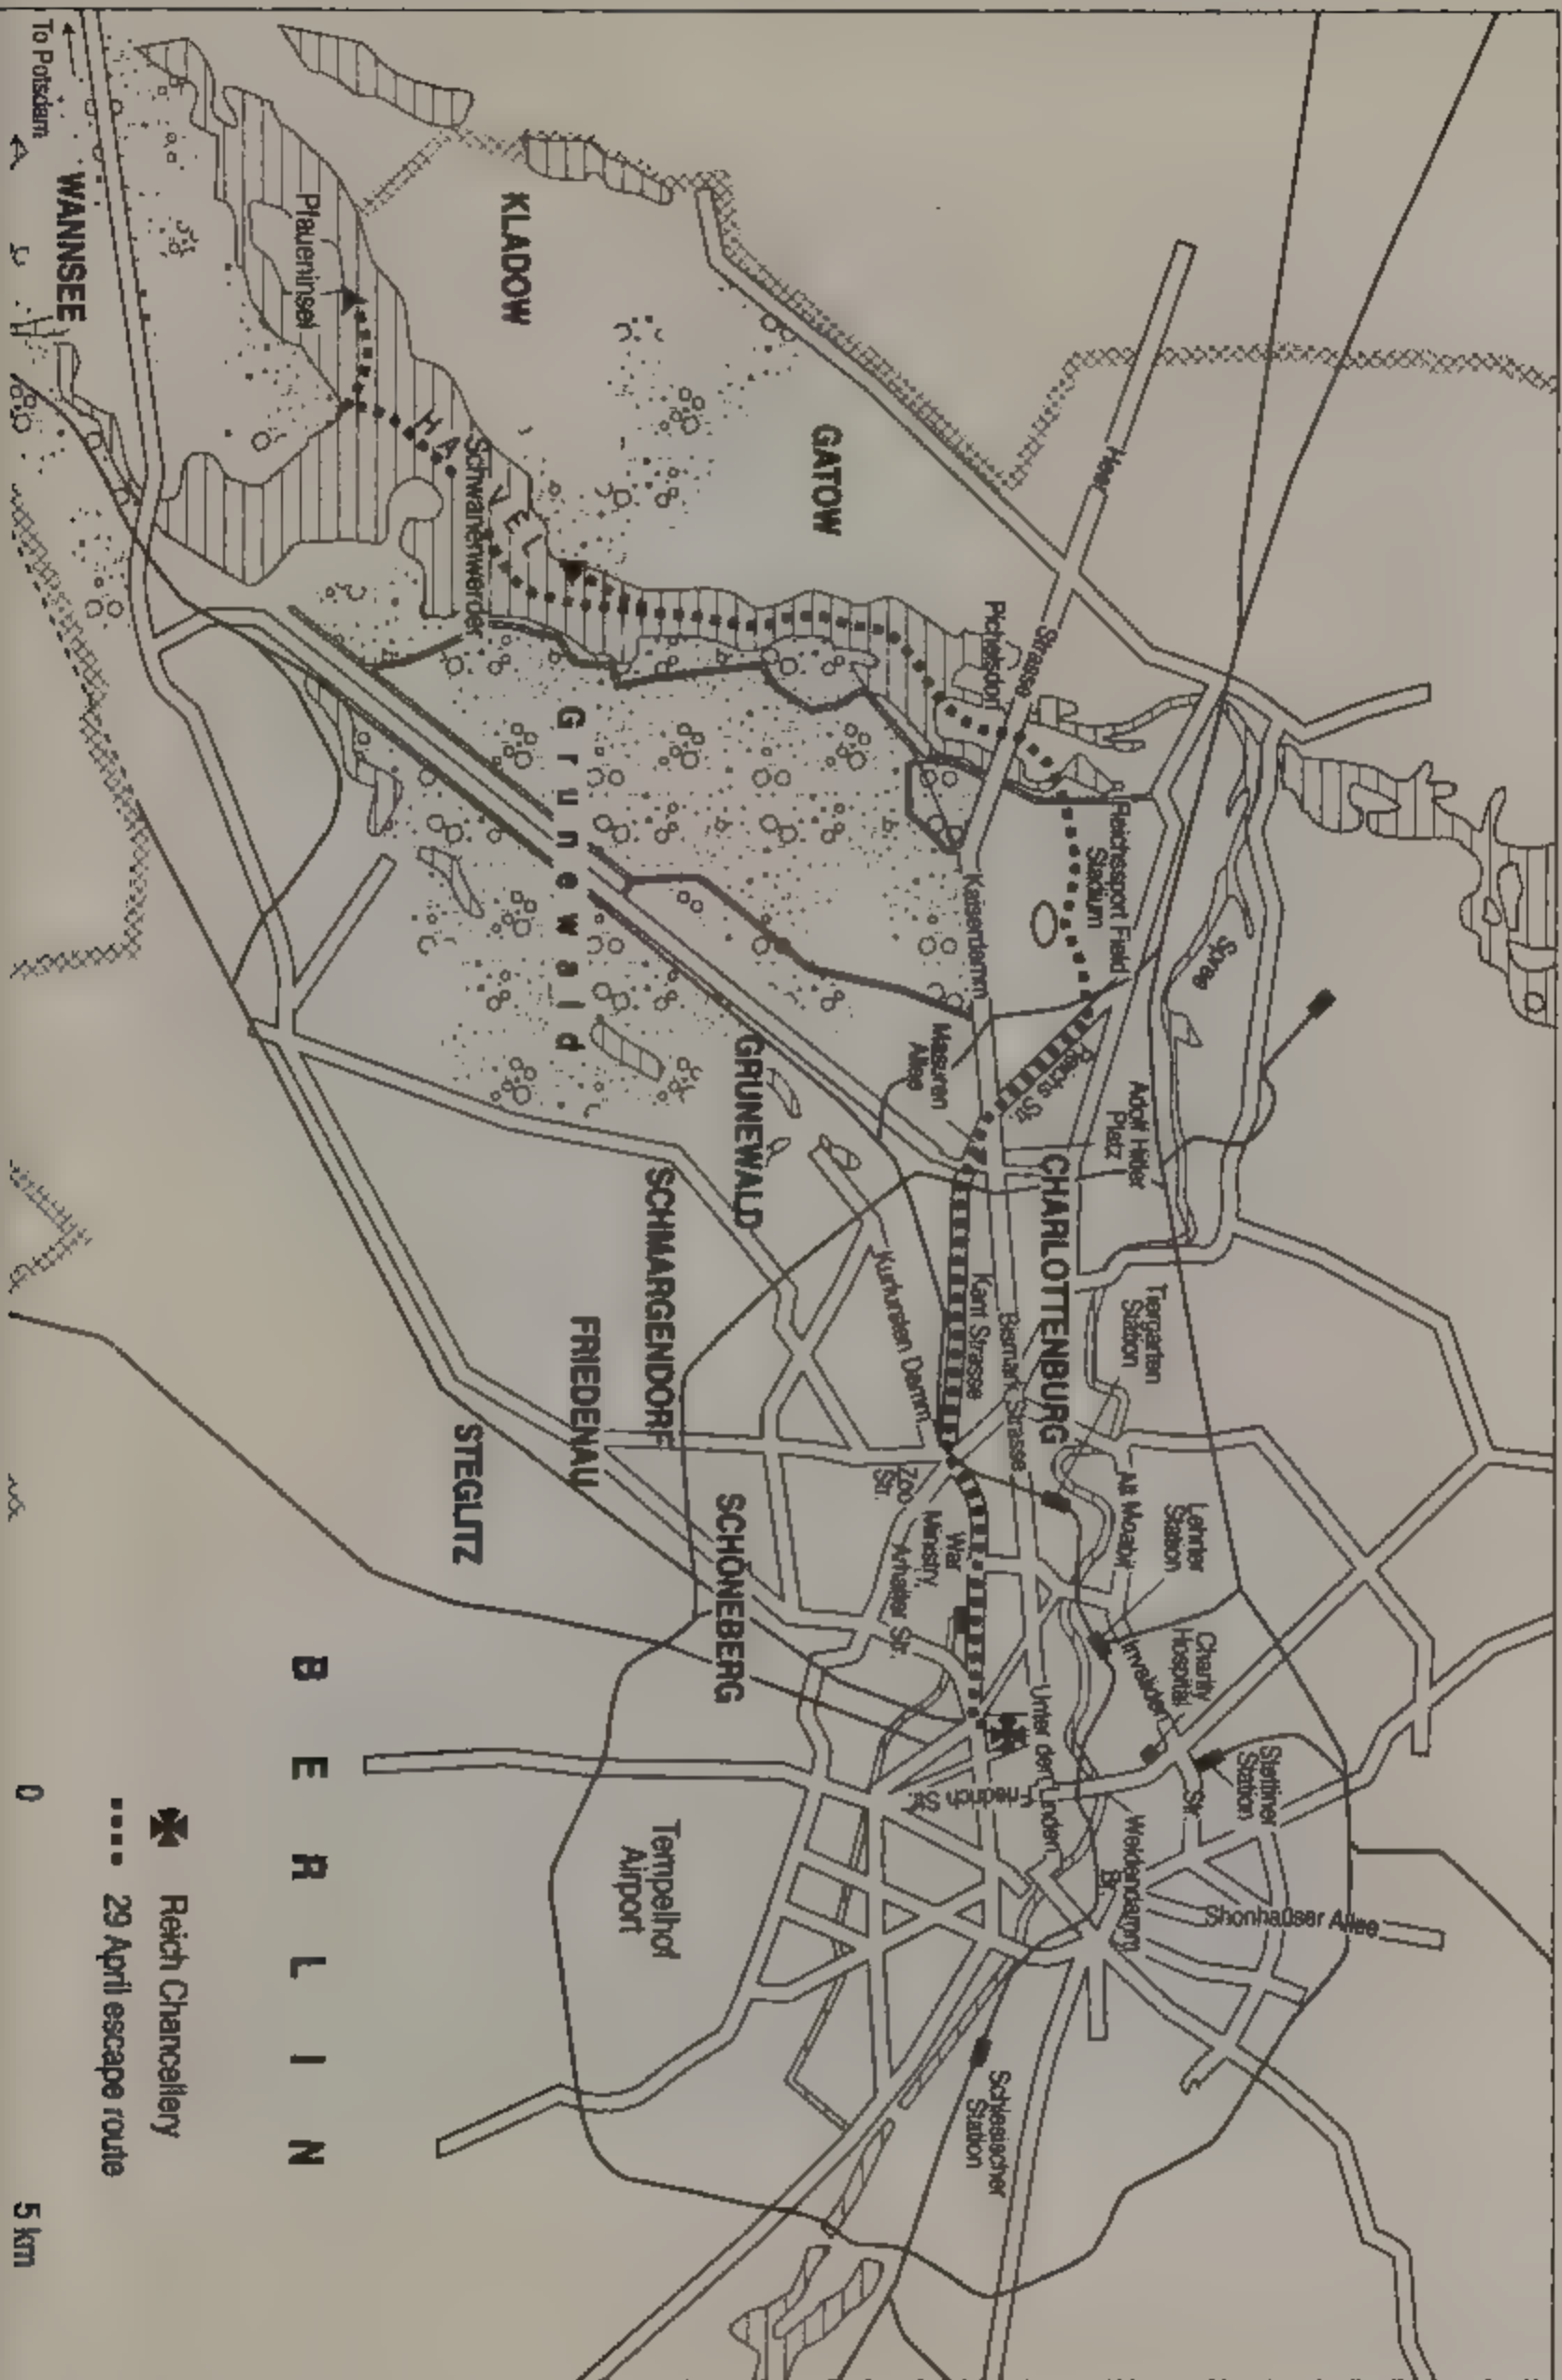 Heer
Strasse
Spree
Reichssport Field
Stadium
Pichelsdorf
GATOW
KLADOW
HAVEL
Schwanenwerder
Pfaueninsel
WANNSEE
To Potsdam
Grunewald
Kaiserdamm
Masuren
Allee
Reichs St.
Adolf Hitler
Platz
GRUNEWALD
CHARLOTTENBURG
SCHMARGENDORF
FRIEDENAU
STEGLITZ
SCHÖNEBERG
Kurfursten Damm
Kant Strasse
Bismark Strasse
Tiergarten
Station
Zoo
Str.
War
Ministry
Anhalter Str.
Alt Moabit
Lehrter
Station
Charity
Hospital
Invaliden
Str.
Stettiner
Station
Unter den Linden
Friedrich Str.
Weidendamm
Br.
Shonhauser Allee
Schlesischer
Station
Tempelhof
Airport
BERLIN
Reich Chancellery
29 April escape route
0
5 km